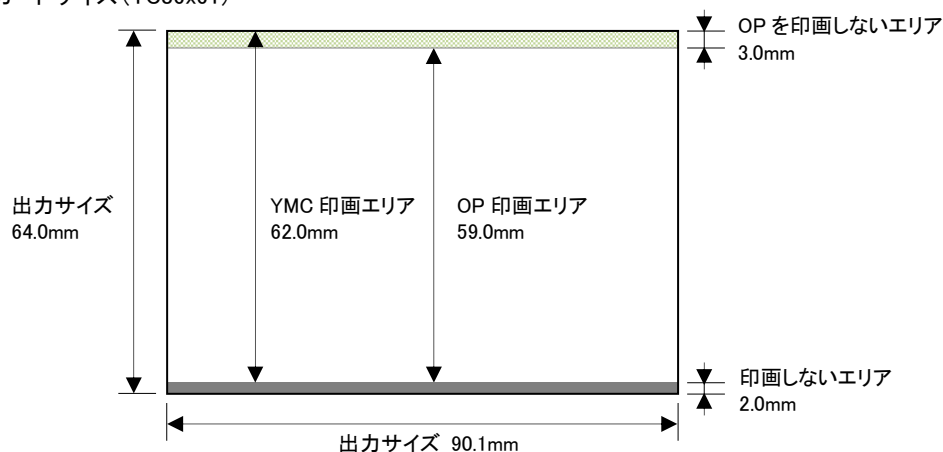 OP を印画しないエリア
3.0mm
出力サイズ
64.0mm
YMC 印画エリア
62.0mm
OP 印画エリア
59.0mm
印画しないエリア
2.0mm
出力サイズ 90.1mm